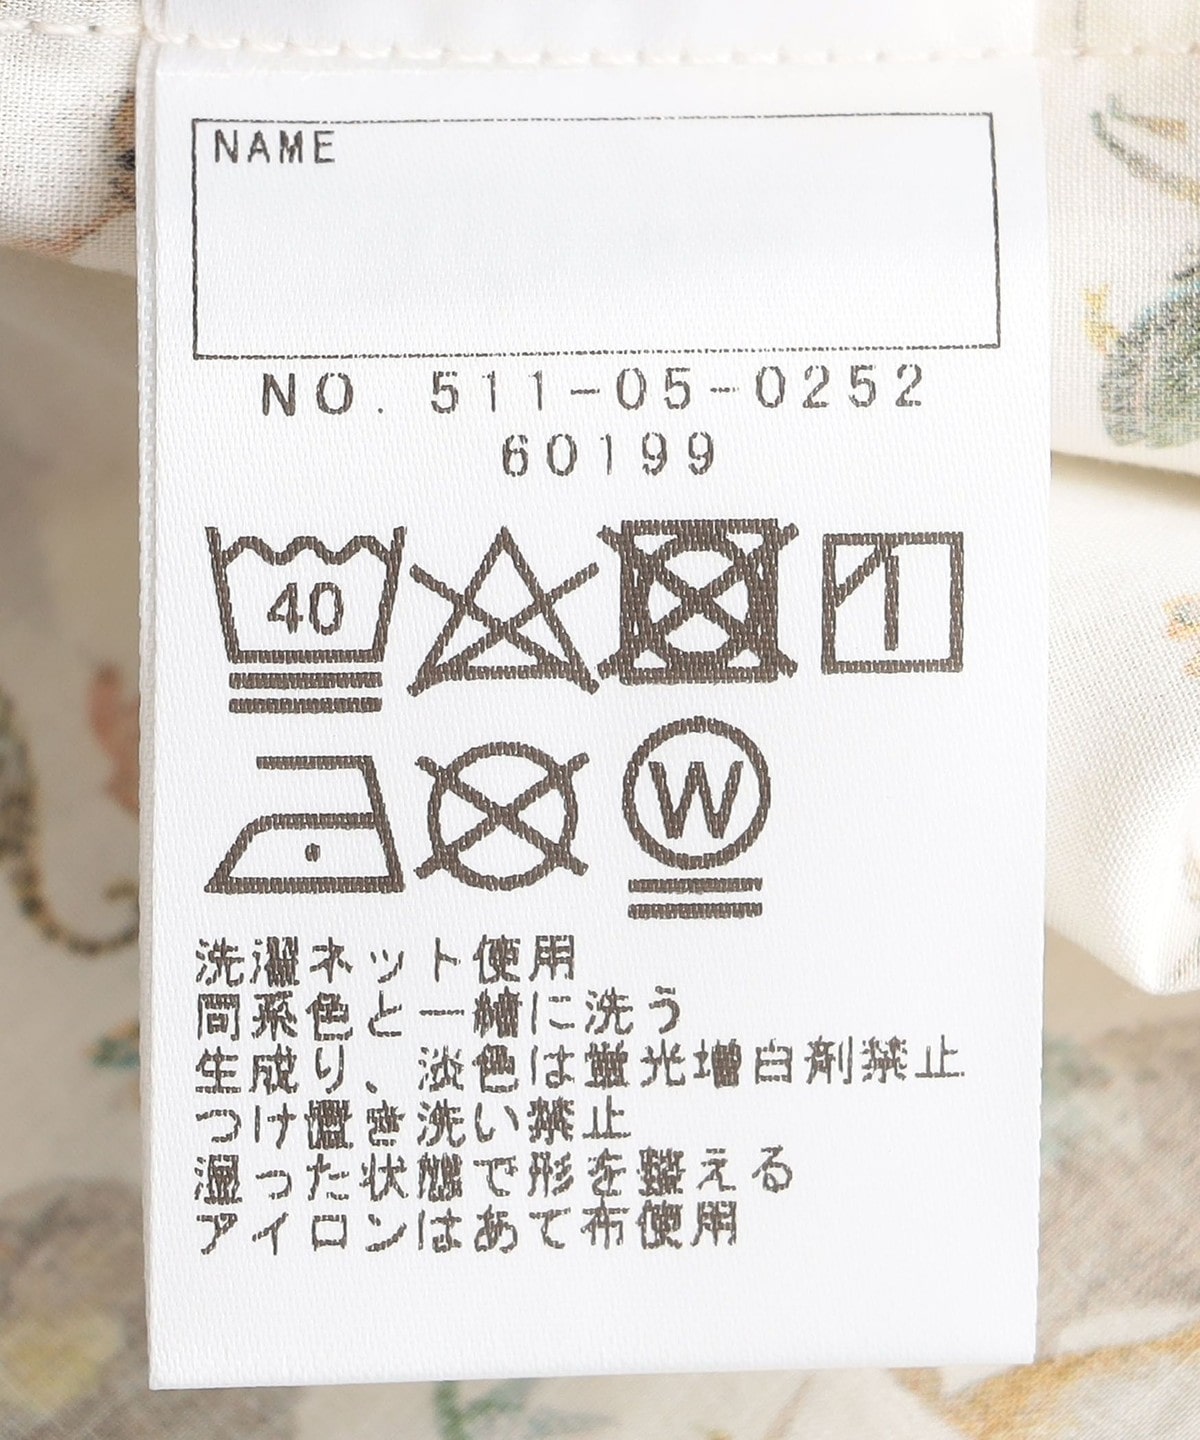 NAME
NO. 511-05-0252
60199
40
W
洗濯ネット使用
同系色と一緒に洗う
生成り、淡色は蛍光増白剤禁止
つけ置き洗い禁止
湿った状態で形を整える
アイロンはあて布使用